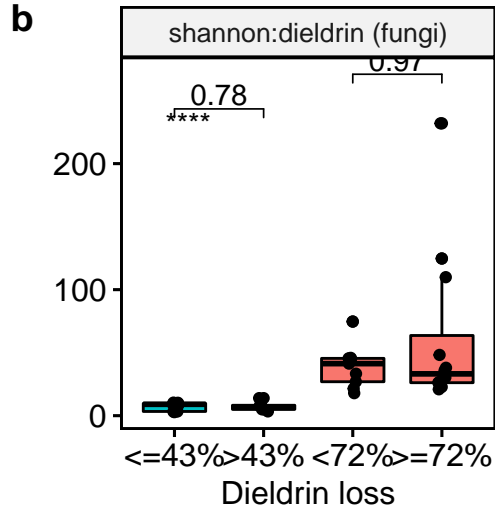 b
shannon:dieldrin (fungi)
0.97
0.78
****
200
100
0
<=43% >43% <72% >=72%
Dieldrin loss